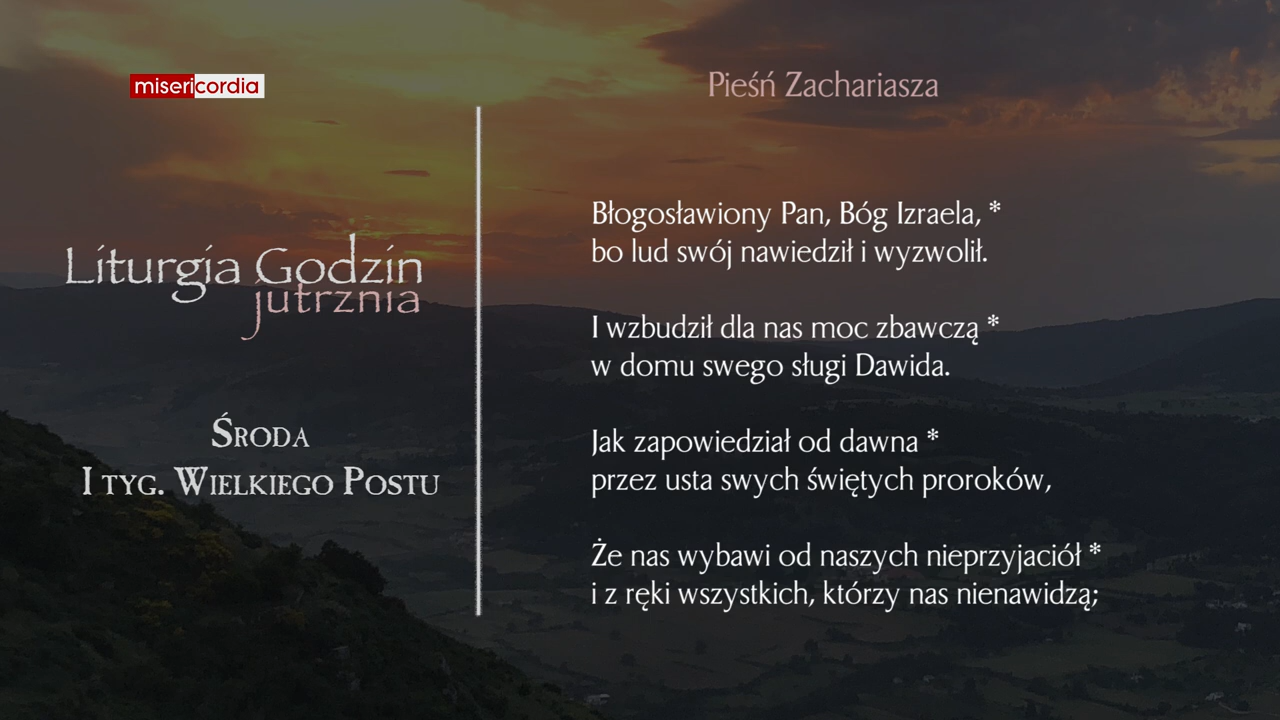 misericordia
Liturgia Godzin
jutrznia
Środa
I tyg. Wielkiego Postu
Pieśń Zachariasza
Błogosławiony Pan, Bóg Izraela, *
bo lud swój nawiedził i wyzwolił.
I wzbudził dla nas moc zbawczą *
w domu swego sługi Dawida.
Jak zapowiedział od dawna *
przez usta swych świętych proroków,
Że nas wybawi od naszych nieprzyjaciół *
i z ręki wszystkich, którzy nas nienawidzą;